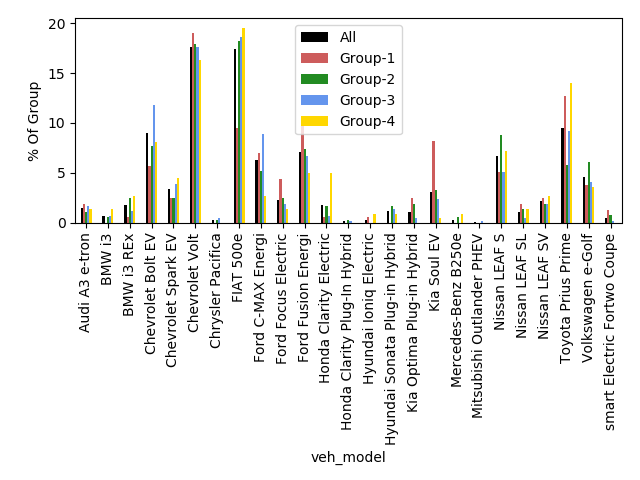 20
15
10
5
0
% Of Group
All
Group-1
Group-2
Group-3
Group-4
Audi A3 e-tron
BMW i3
BMW i3 REx
Chevrolet Bolt EV
Chevrolet Spark EV
Chevrolet Volt
Chrysler Pacifica
FIAT 500e
Ford C-MAX Energi
Ford Focus Electric
Ford Fusion Energi
Honda Clarity Electric
Honda Clarity Plug-In Hybrid
Hyundai Ioniq Electric
Hyundai Sonata Plug-in Hybrid
Kia Optima Plug-in Hybrid
Kia Soul EV
Mercedes-Benz B250e
Mitsubishi Outlander PHEV
Nissan LEAF S
Nissan LEAF SL
Nissan LEAF SV
Toyota Prius Prime
Volkswagen e-Golf
smart Electric Fortwo Coupe
veh_model